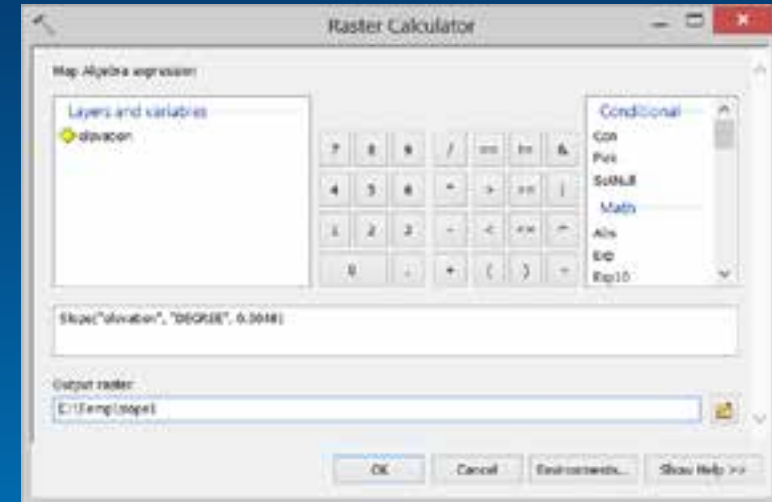 Raster Calculator
Map Algebra expression
Layers and variables
elevation
7 8 9 / == != &
4 5 6 * > >= |
1 2 3 - < <= ^
0 . + ( ) ~
Conditional
Con
Pick
SetNull
Math
Abs
Exp
Exp10
Slope("elevation", "DEGREE", 0.3048)
Output raster
OK
Cancel
Environments...
Show Help >>